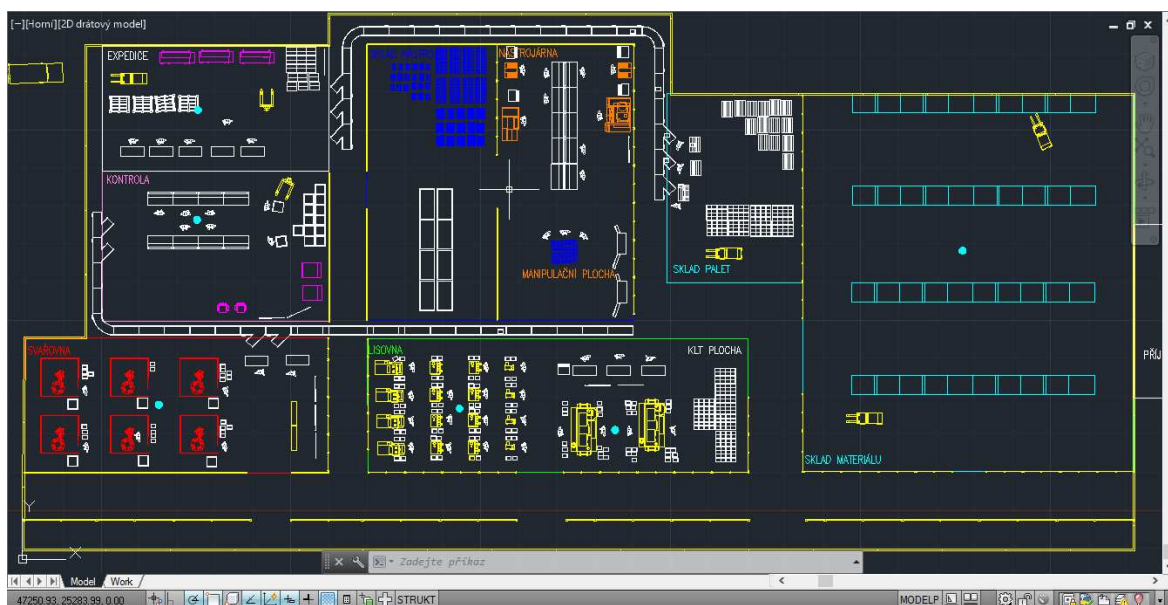 [−][Horní][2D drátový model]
EXPEDICE
NÁSTROJÁRNA
KONTROLA
MANIPULAČNÍ PLOCHA
SKLAD PALET
SVAŘOVNA
LISOVNA
KLT PLOCHA
PŘÍJ
SKLAD MATERIÁLU
Y
X
Zadejte příkaz
Model
Work
47250.93, 25283.99, 0.00
STRUKT
MODELP